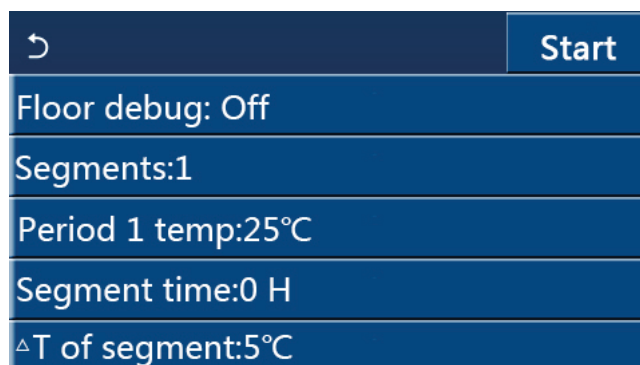 Start
Floor debug: Off
Segments:1
Period 1 temp:25℃
Segment time:0 H
△T of segment:5℃